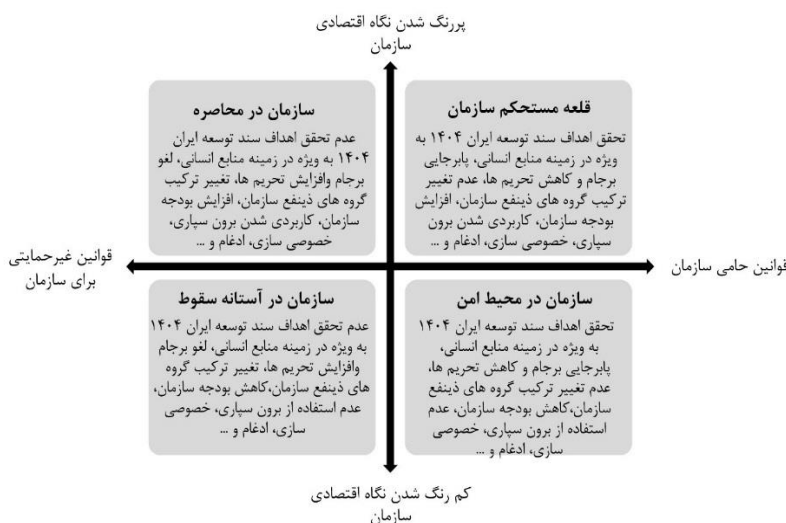 پررنگ شدن نگاه اقتصادی
سازمان
قلعه مستحکم سازمان
تحقق اهداف سند توسعه ایران ۱۴۰۴ به
ویژه در زمینه منابع انسانی، پابرجایی
برجام و کاهش تحریم ها، عدم تغییر
ترکیب گروه های ذینفع سازمان، افزایش
بودجه سازمان، کاربردی شدن برون
سپاری، خصوصی سازی، ادغام و ...
سازمان در محاصره
عدم تحقق اهداف سند توسعه ایران
۱۴۰۴ به ویژه در زمینه منابع انسانی، لغو
برجام وافزایش تحریم ها، تغییر ترکیب
گروه های ذینفع سازمان، افزایش بودجه
سازمان، کاربردی شدن برون سپاری،
خصوصی سازی، ادغام و ...
قوانین حامی سازمان
قوانین غیرحمایتی
برای سازمان
سازمان در محیط امن
تحقق اهداف سند توسعه ایران ۱۴۰۴
به ویژه در زمینه منابع انسانی،
پابرجایی برجام و کاهش تحریم ها،
عدم تغییر ترکیب گروه های ذینفع
سازمان،کاهش بودجه سازمان، عدم
استفاده از برون سپاری، خصوصی
سازی، ادغام و ...
سازمان در آستانه سقوط
عدم تحقق اهداف سند توسعه ایران ۱۴۰۴
به ویژه در زمینه منابع انسانی، لغو برجام
وافزایش تحریم ها، تغییر ترکیب گروه
های ذینفع سازمان،کاهش بودجه سازمان،
عدم استفاده از برون سپاری، خصوصی
سازی، ادغام و ...
کم رنگ شدن نگاه اقتصادی
سازمان